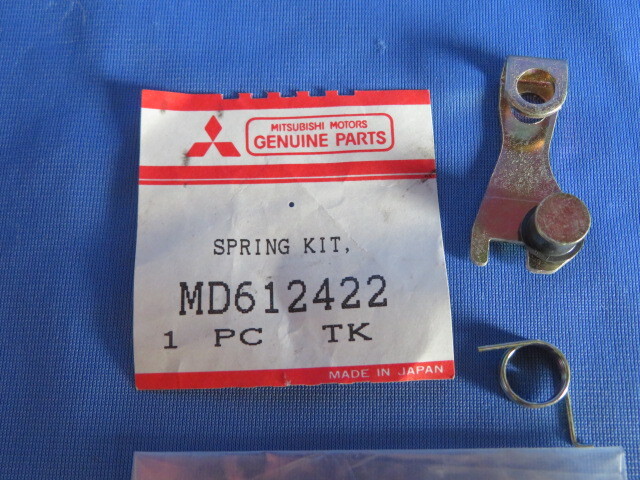 MITSUBISHI MOTORS
GENUINE PARTS
SPRING KIT,
MD612422
1 PC TK
MADE IN JAPAN